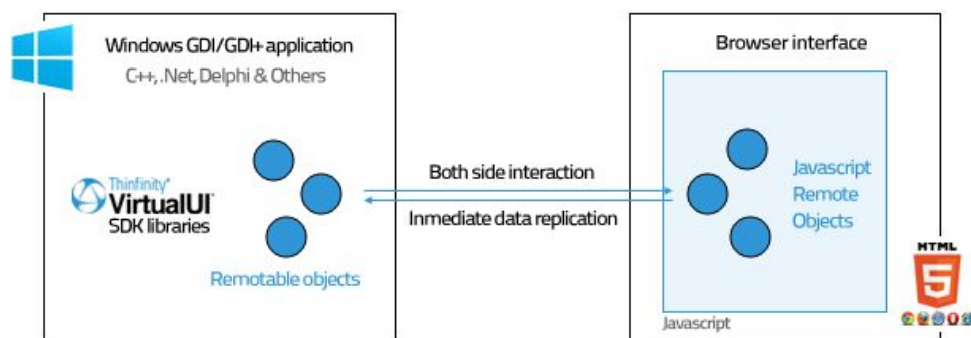 Windows GDI/GDI+ application
C++, .Net, Delphi & Others
Thinfinity®
VirtualUI™
SDK libraries
Remotable objects
Both side interaction
Inmediate data replication
Browser interface
Javascript
Remote
Objects
Javascript
HTML
5